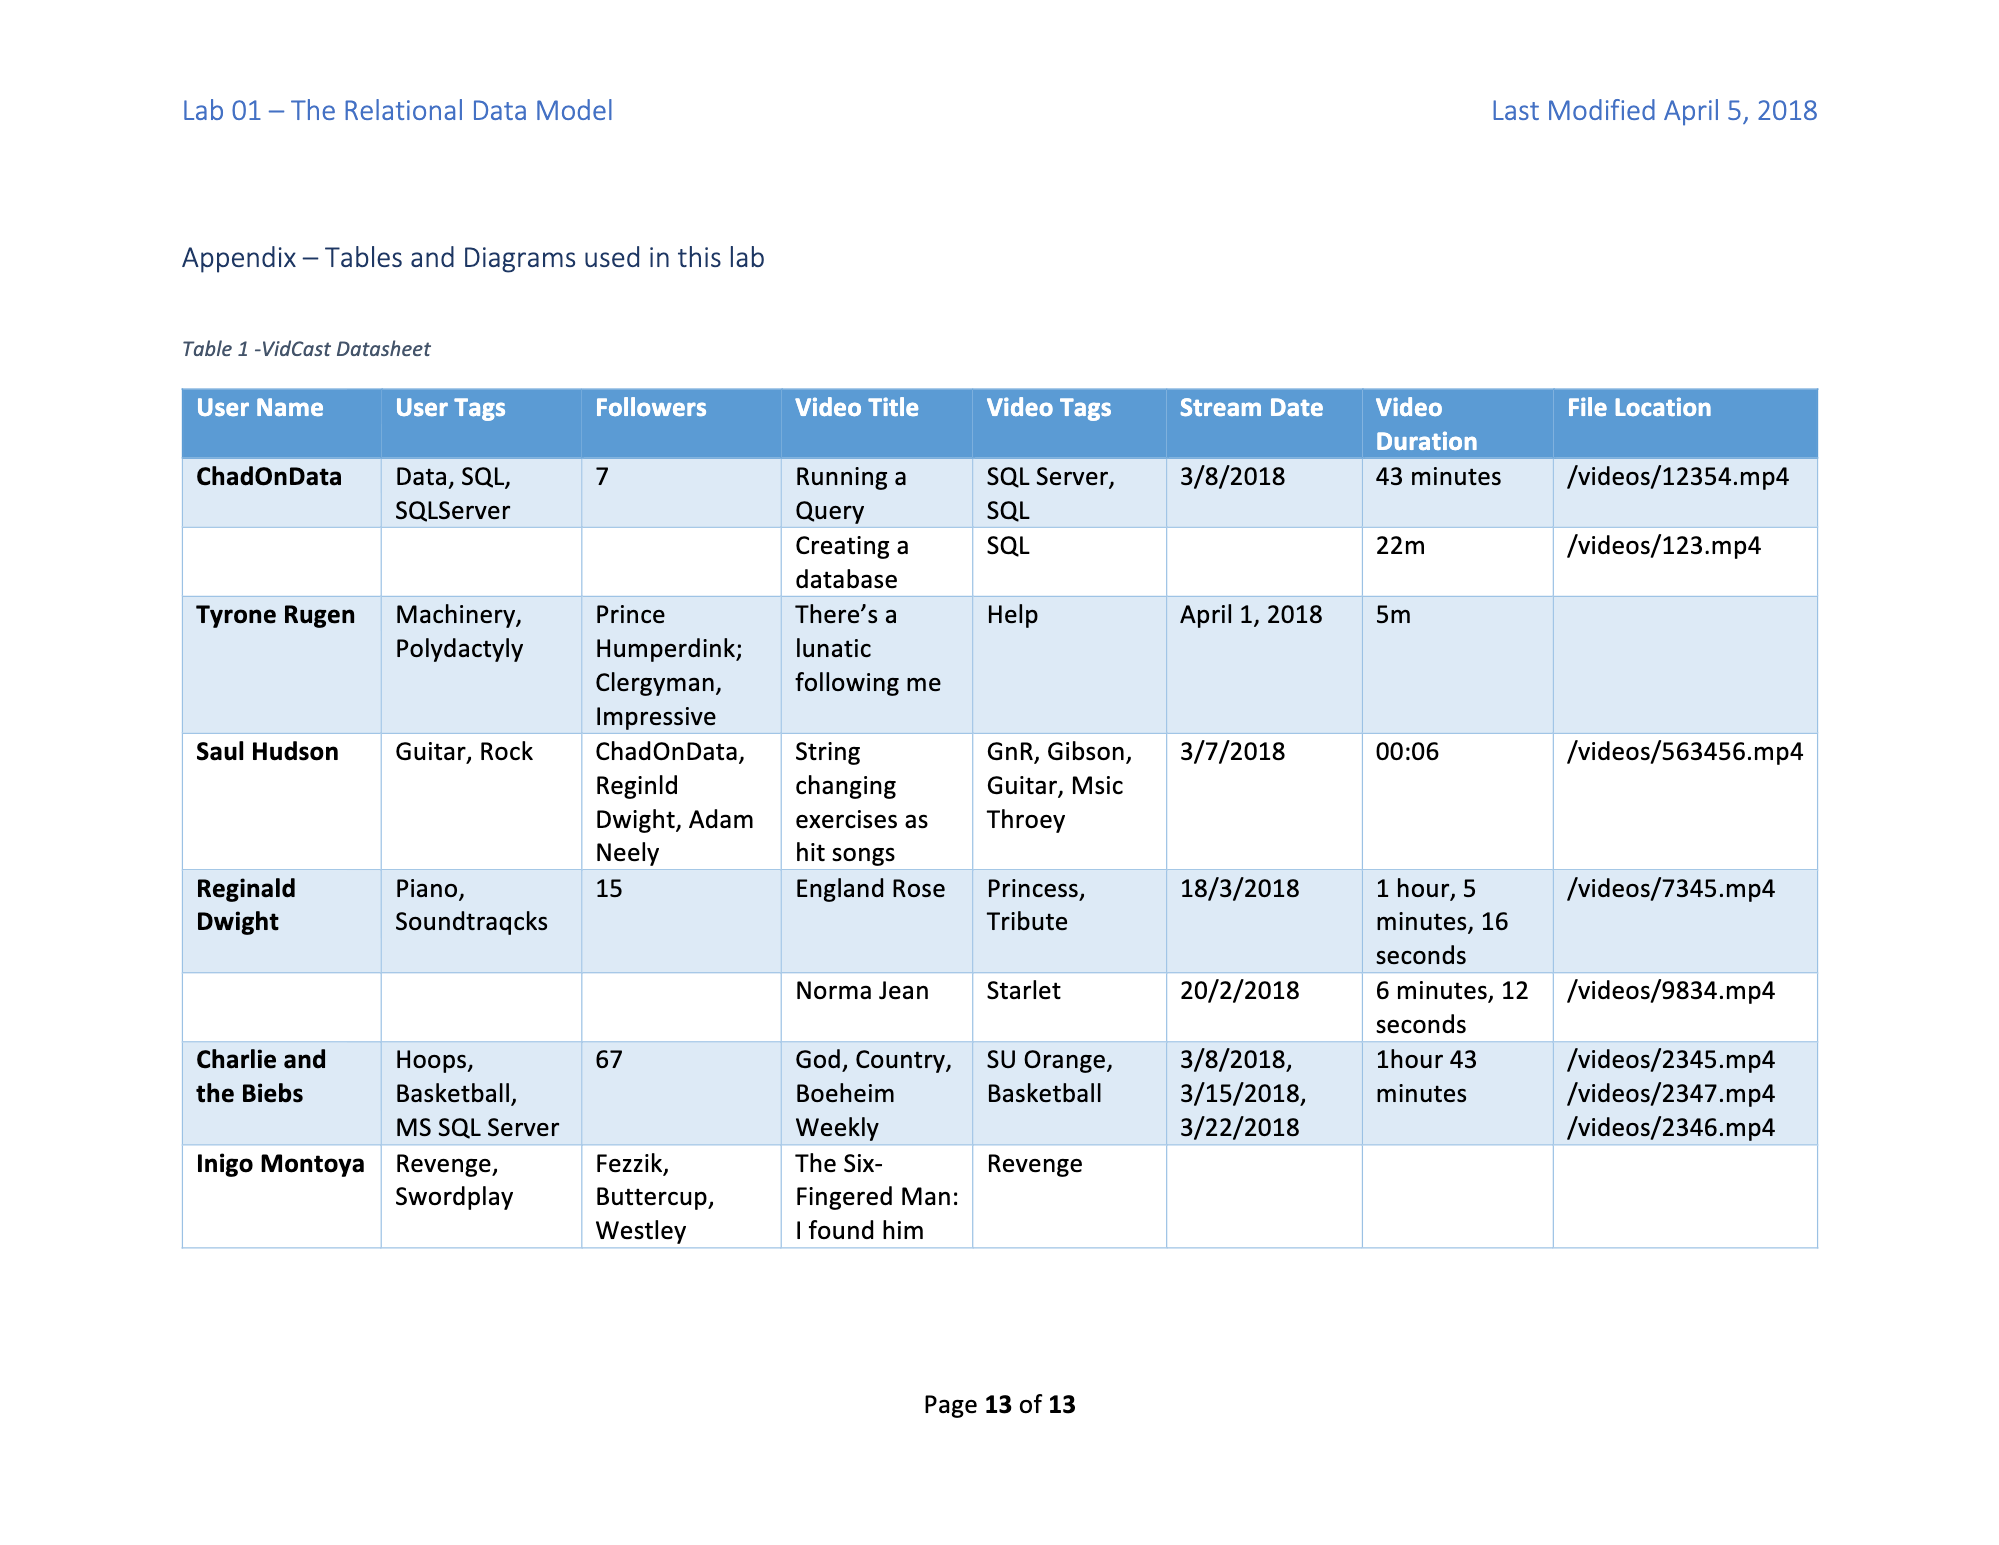 Lab 01 – The Relational Data Model Last Modified April 5, 2018
Appendix – Tables and Diagrams used in this lab
Table 1 -VidCast Datasheet
User Name User Tags Followers Video Title Video Tags Stream Date Video File Location
Duration
ChadOnData Data, SQL, 7 Running a SQL Server, 3/8/2018 43 minutes /videos/12354.mp4
SQLServer Query SQL
Creating a SQL 22m /videos/123.mp4
database
Tyrone Rugen Machinery, Prince There’s a Help April 1, 2018 5m
Polydactyly Humperdink; lunatic
Clergyman, following me
Impressive
Saul Hudson Guitar, Rock ChadOnData, String GnR, Gibson, 3/7/2018 00:06 /videos/563456.mp4
Reginld changing Guitar, Msic
Dwight, Adam exercises as Throey
Neely hit songs
Reginald Piano, 15 England Rose Princess, 18/3/2018 1 hour, 5 /videos/7345.mp4
Dwight Soundtraqcks Tribute minutes, 16
seconds
Norma Jean Starlet 20/2/2018 6 minutes, 12 /videos/9834.mp4
seconds
Charlie and Hoops, 67 God, Country, SU Orange, 3/8/2018, 1hour 43 /videos/2345.mp4
the Biebs Basketball, Boeheim Basketball 3/15/2018, minutes /videos/2347.mp4
MS SQL Server Weekly 3/22/2018 /videos/2346.mp4
Inigo Montoya Revenge, Fezzik, The Six- Revenge
Swordplay Buttercup, Fingered Man:
Westley I found him
Page 13 of 13